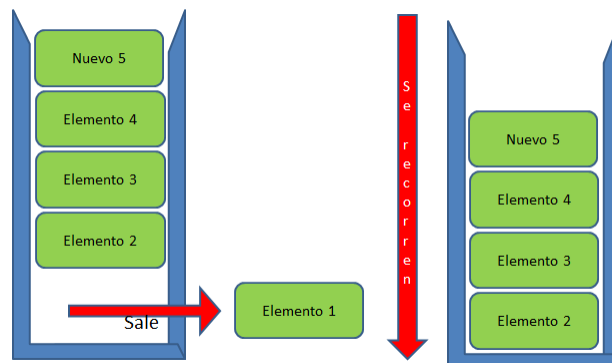 Nuevo 5
Elemento 4
Elemento 3
Elemento 2
Sale
Elemento 1
Se recorren
Nuevo 5
Elemento 4
Elemento 3
Elemento 2